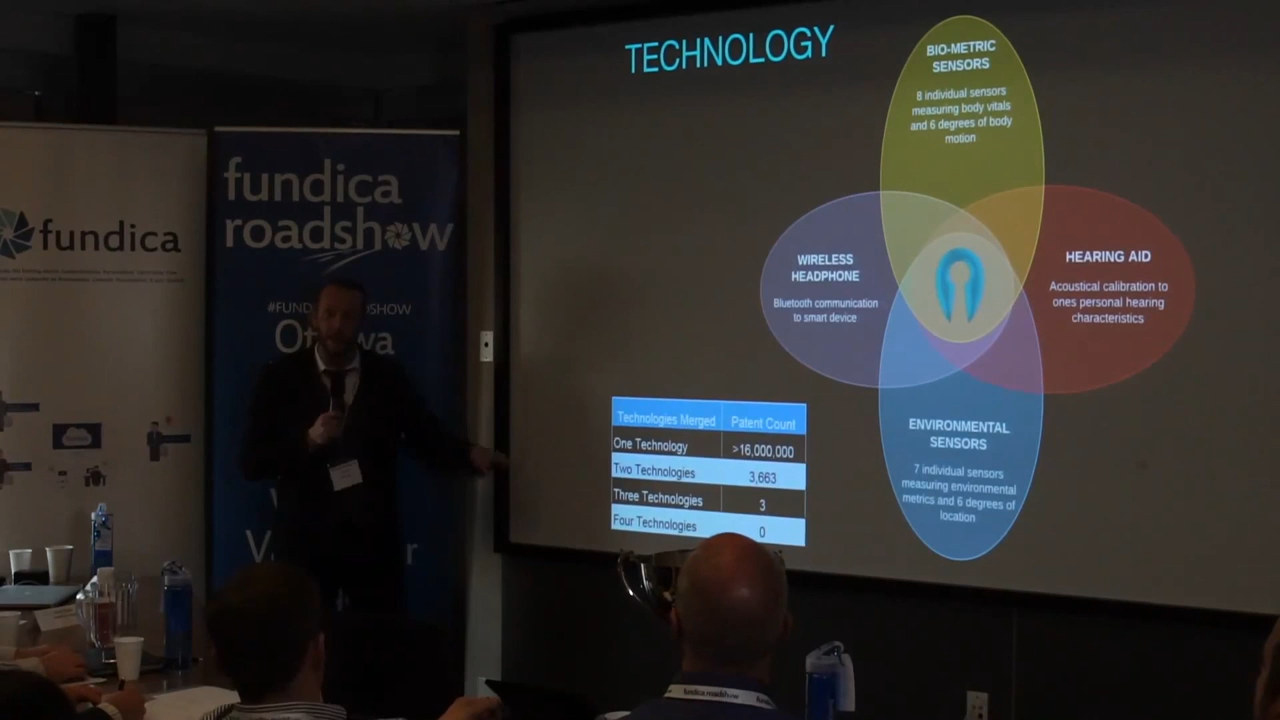 TECHNOLOGY
BIO-METRIC
SENSORS
8 individual sensors
measuring body vitals
and 6 degrees of body
motion
WIRELESS
HEADPHONE
Bluetooth communication
to smart device
HEARING AID
Acoustical calibration to
ones personal hearing
characteristics
ENVIRONMENTAL
SENSORS
7 individual sensors
measuring environmental
metrics and 6 degrees of
location
Technologies Merged Patent Count
One Technology >16,000,000
Two Technologies 3,663
Three Technologies 3
Four Technologies 0
fundica
fundica
roadshow
fundica roadshow